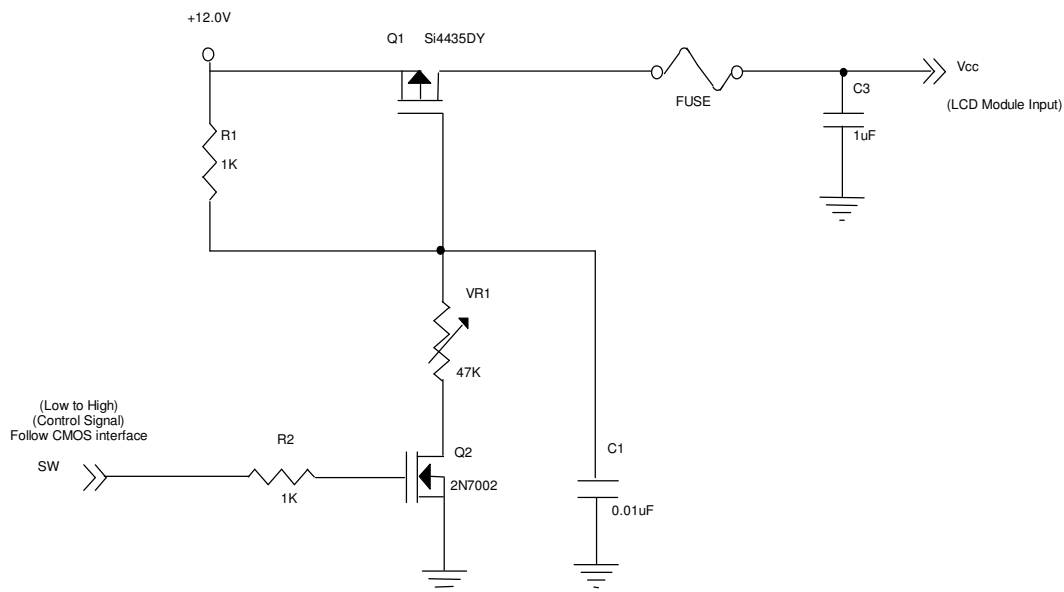 +12.0V
Q1 Si4435DY
Vcc
C3
(LCD Module Input)
FUSE
R1
1uF
1K
VR1
47K
(Low to High)
(Control Signal)
Follow CMOS interface
R2
Q2
C1
SW
2N7002
1K
0.01uF